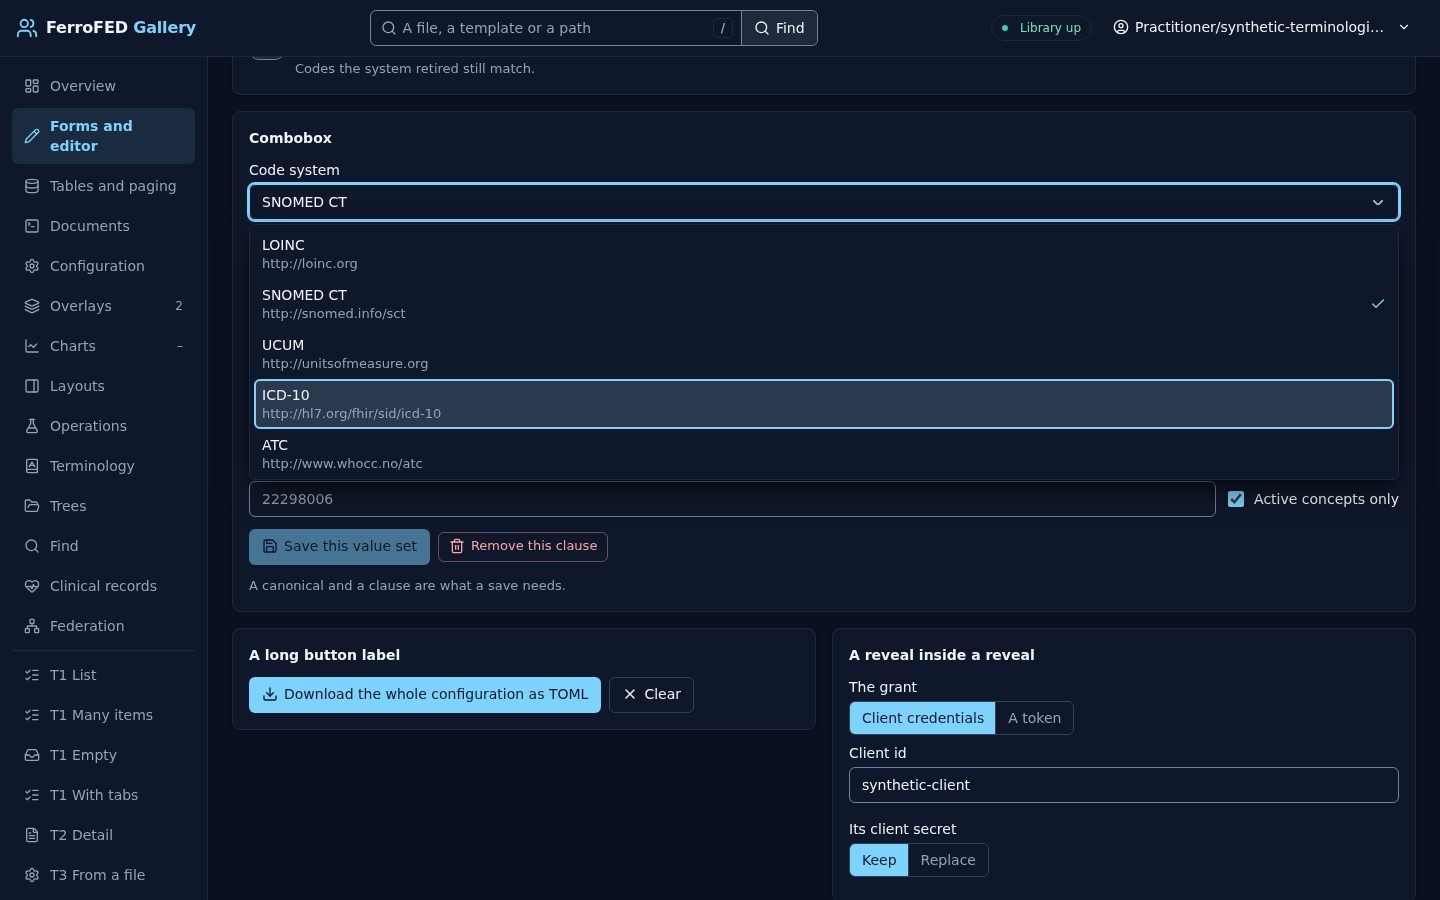 FerroFED Gallery
A file, a template or a path
/
Find
Library up
Practitioner/synthetic-terminologi...
Overview
Forms and
editor
Tables and paging
Documents
Configuration
Overlays
2
Charts
–
Layouts
Operations
Terminology
Trees
Find
Clinical records
Federation
T1 List
T1 Many items
T1 Empty
T1 With tabs
T2 Detail
T3 From a file
Codes the system retired still match.
Combobox
Code system
SNOMED CT
LOINC
http://loinc.org
SNOMED CT
http://snomed.info/sct
UCUM
http://unitsofmeasure.org
ICD-10
http://hl7.org/fhir/sid/icd-10
ATC
http://www.whocc.no/atc
22298006
Active concepts only
Save this value set
Remove this clause
A canonical and a clause are what a save needs.
A long button label
Download the whole configuration as TOML
Clear
A reveal inside a reveal
The grant
Client credentials
A token
Client id
synthetic-client
Its client secret
Keep
Replace